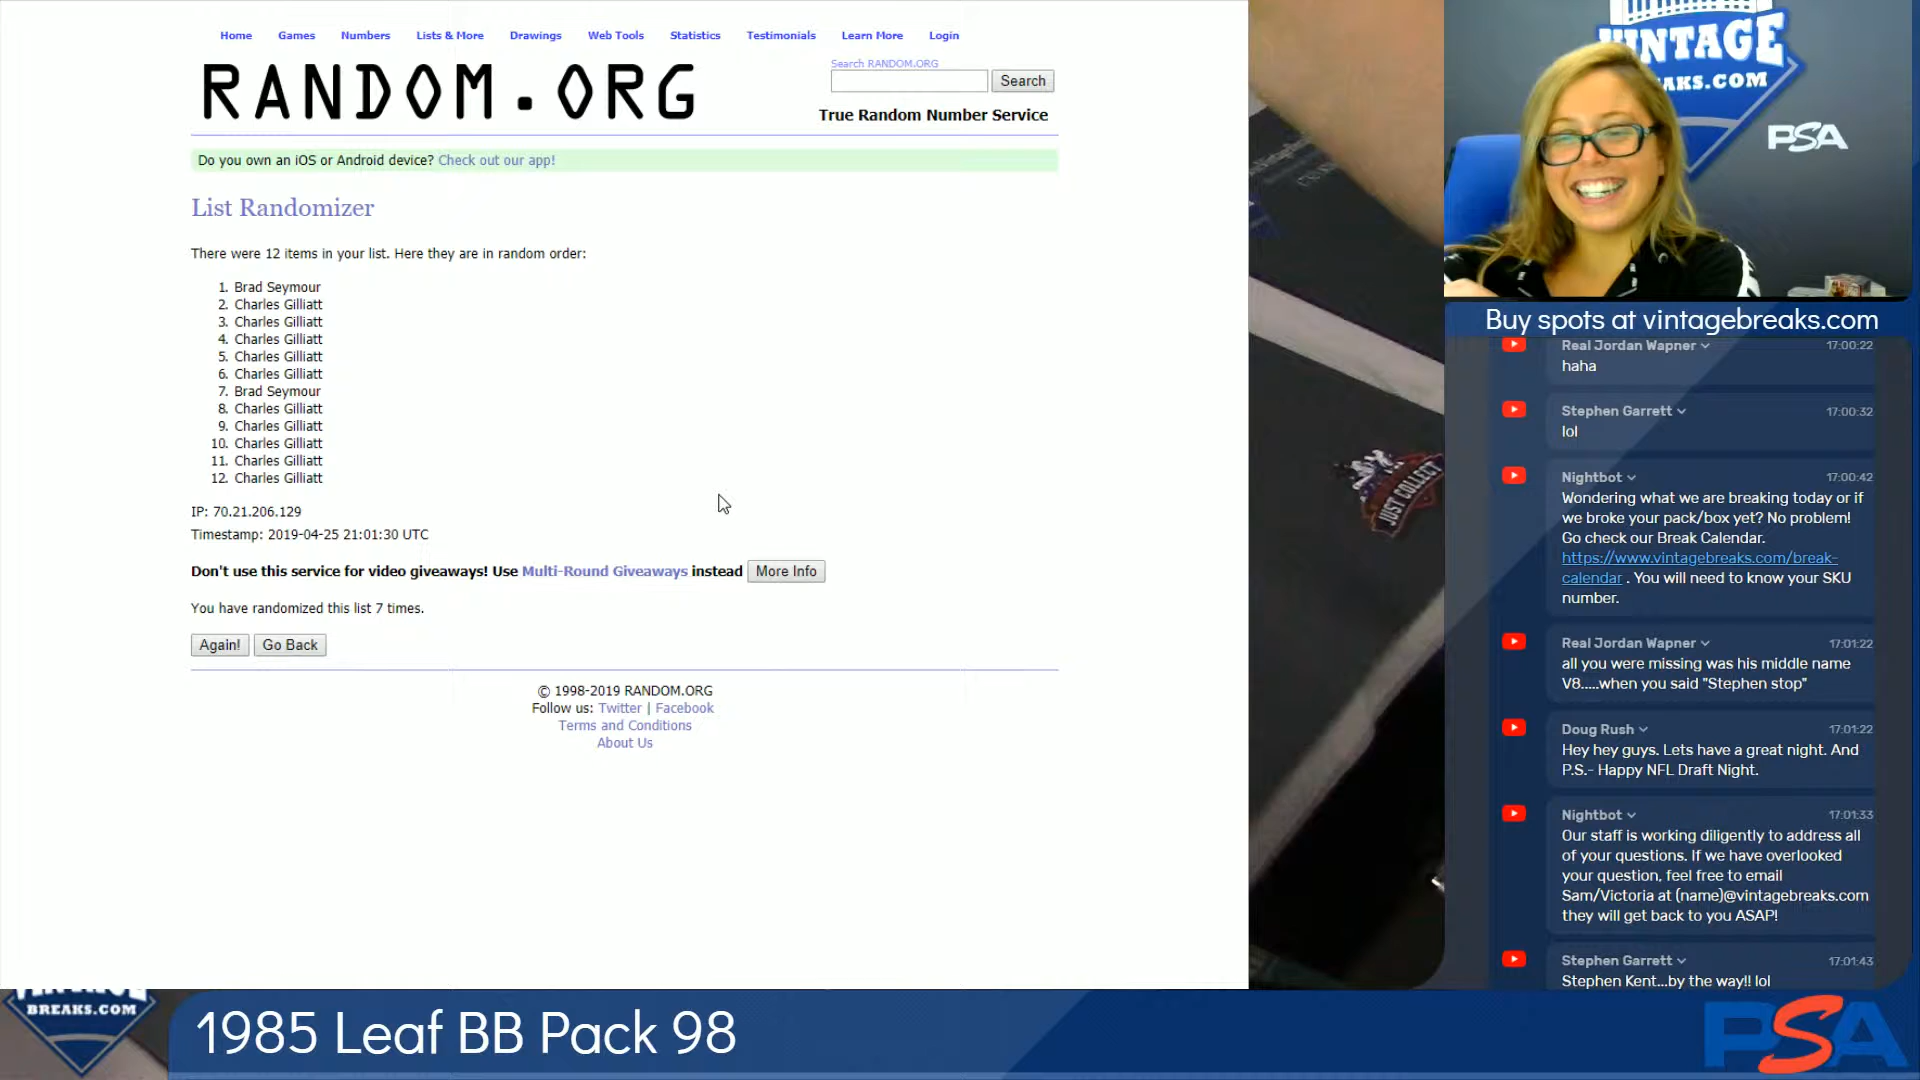 Home Games Numbers Lists & More Drawings Web Tools Statistics Testimonials Learn More Login
RANDOM.ORG
Search RANDOM.ORG
Search
True Random Number Service
Do you own an iOS or Android device? Check out our app!
List Randomizer
There were 12 items in your list. Here they are in random order:
1. Brad Seymour
2. Charles Gilliatt
3. Charles Gilliatt
4. Charles Gilliatt
5. Charles Gilliatt
6. Charles Gilliatt
7. Brad Seymour
8. Charles Gilliatt
9. Charles Gilliatt
10. Charles Gilliatt
11. Charles Gilliatt
12. Charles Gilliatt
IP: 70.21.206.129
Timestamp: 2019-04-25 21:01:30 UTC
Don't use this service for video giveaways! Use Multi-Round Giveaways instead More Info
You have randomized this list 7 times.
Again! Go Back
© 1998-2019 RANDOM.ORG
Follow us: Twitter | Facebook
Terms and Conditions
About Us
JUST COLLECT
VINTAGE
PSA
Buy spots at vintagebreaks.com
Real Jordan Wapner 17:00:22
haha
Stephen Garrett 17:00:32
lol
Nightbot 17:00:42
Wondering what we are breaking today or if
we broke your pack/box yet? No problem!
Go check our Break Calendar.
https://www.vintagebreaks.com/break-
calendar . You will need to know your SKU
number.
Real Jordan Wapner 17:01:22
all you were missing was his middle name
V8.....when you said "Stephen stop"
Doug Rush 17:01:22
Hey hey guys. Lets have a great night. And
P.S.- Happy NFL Draft Night.
Nightbot 17:01:33
Our staff is working diligently to address all
of your questions. If we have overlooked
your question, feel free to email
Sam/Victoria at (name)@vintagebreaks.com
they will get back to you ASAP!
Stephen Garrett 17:01:43
Stephen Kent...by the way!! lol
VINTAGE
BREAKS.COM
1985 Leaf BB Pack 98
PSA